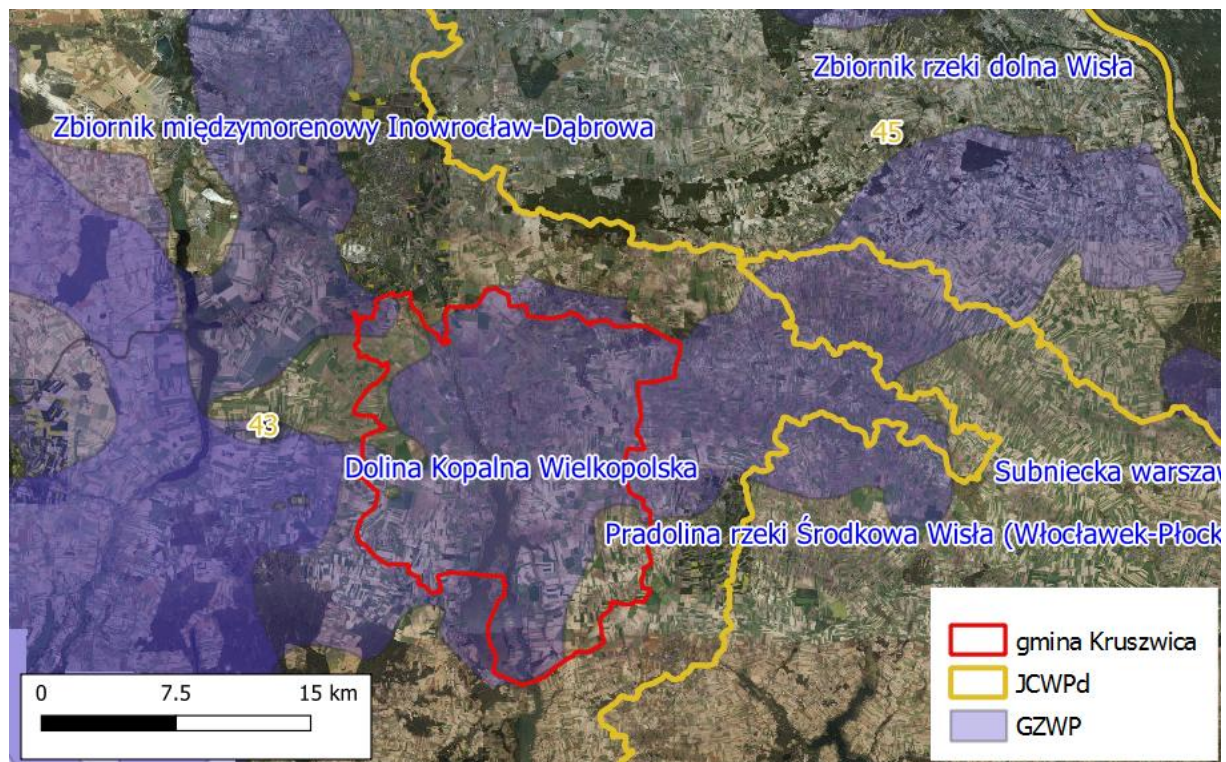 Zbiornik rzeki dolna Wisła
Zbiornik międzymorenowy Inowrocław-Dąbrowa
45
43
Dolina Kopalna Wielkopolska
Subniecka warszaw
Pradolina rzeki Środkowa Wisła (Włocławek-Płock
gmina Kruszwica
JCWPd
GZWP
0 7.5 15 km